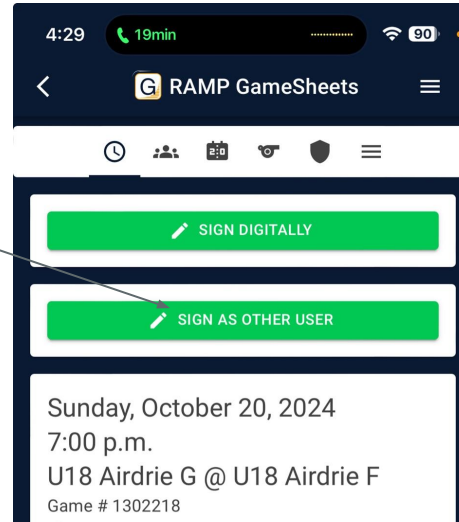 4:29 19min 90
G RAMP GameSheets
2:0
SIGN DIGITALLY
SIGN AS OTHER USER
Sunday, October 20, 2024
7:00 p.m.
U18 Airdrie G @ U18 Airdrie F
Game # 1302218